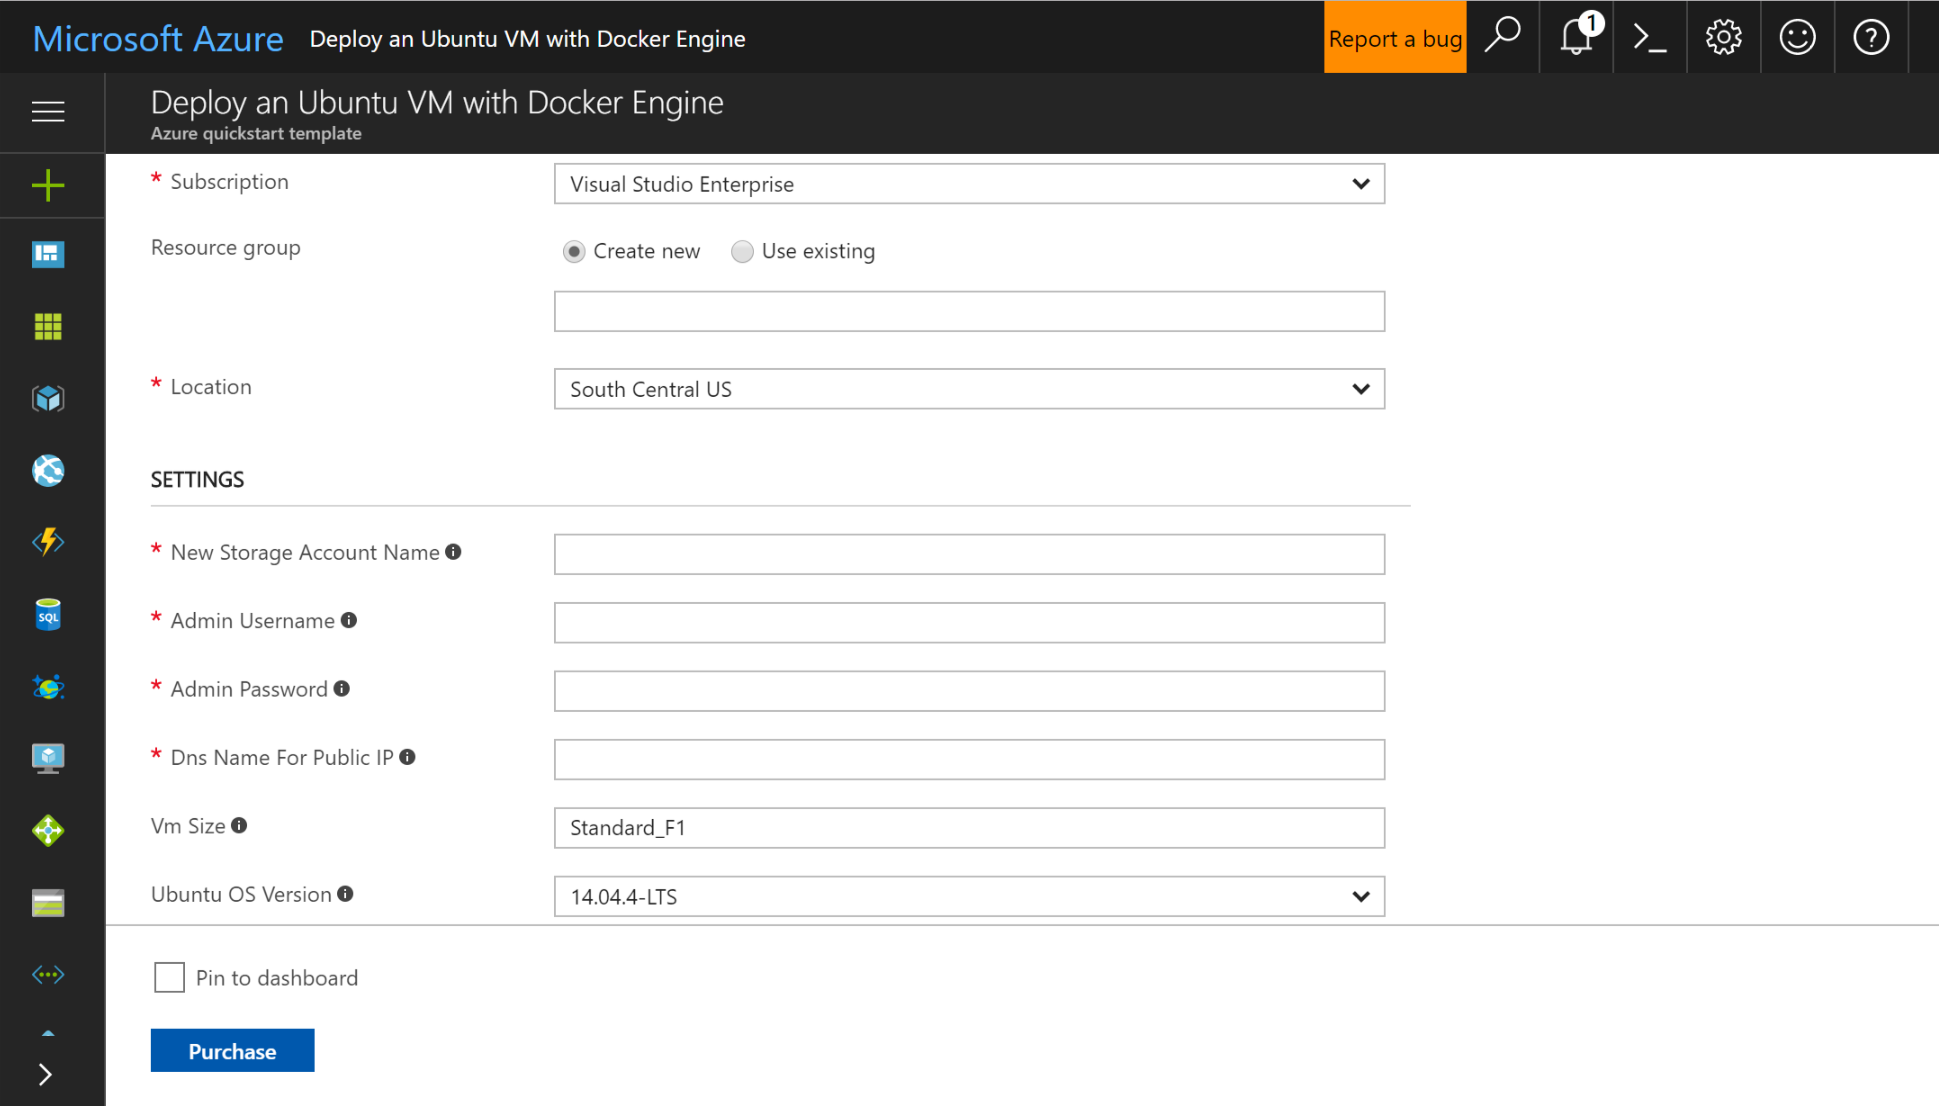 Microsoft Azure Deploy an Ubuntu VM with Docker Engine Report a bug 1 >_ ?
Deploy an Ubuntu VM with Docker Engine
Azure quickstart template
* Subscription Visual Studio Enterprise
Resource group Create new Use existing
* Location South Central US
SETTINGS
* New Storage Account Name
* Admin Username
* Admin Password
* Dns Name For Public IP
Vm Size Standard_F1
Ubuntu OS Version 14.04.4-LTS
SQL
Pin to dashboard
Purchase